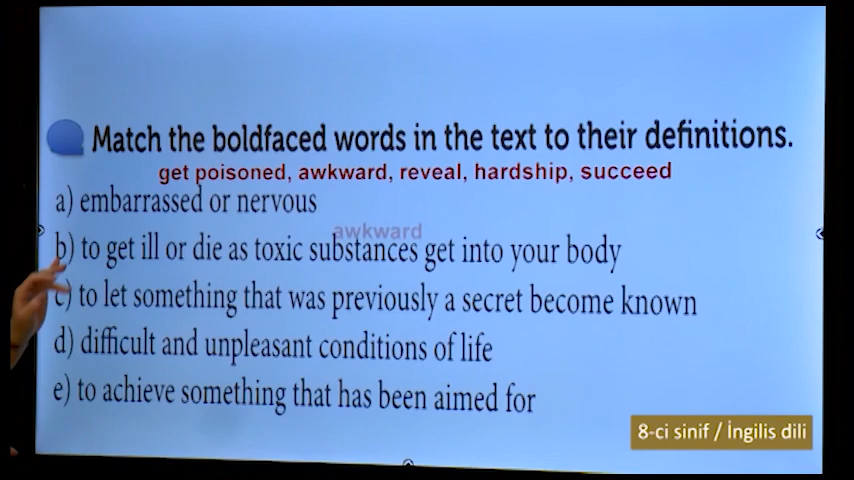 Match the boldfaced words in the text to their definitions.
get poisoned, awkward, reveal, hardship, succeed
a) embarrassed or nervous
awkward
b) to get ill or die as toxic substances get into your body
c) to let something that was previously a secret become known
d) difficult and unpleasant conditions of life
e) to achieve something that has been aimed for
8-ci sinif / İngilis dili